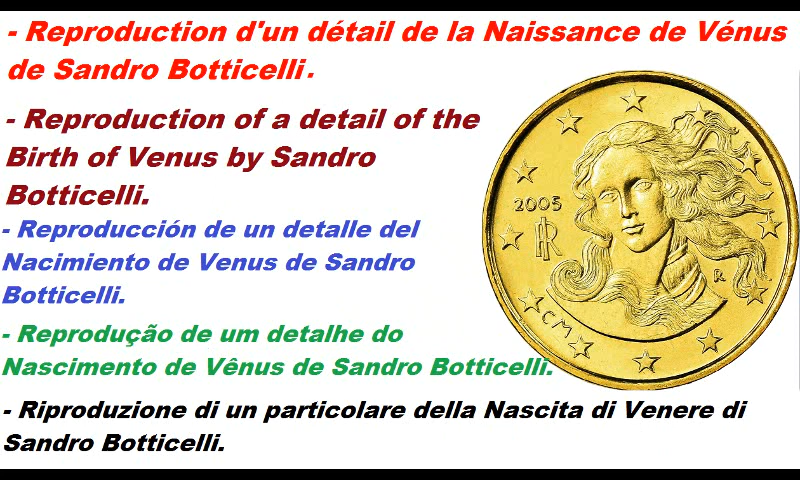 - Reproduction d'un détail de la Naissance de Vénus
de Sandro Botticelli.
- Reproduction of a detail of the
Birth of Venus by Sandro
Botticelli.
- Reproducción de un detalle del
Nacimiento de Venus de Sandro
Botticelli.
- Reprodução de um detalhe do
Nascimento de Vênus de Sandro Botticelli.
- Riproduzione di un particolare della Nascita di Venere di
Sandro Botticelli.
2005
RI
R
CM